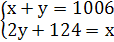 x + y = 1006
2y + 124 = x